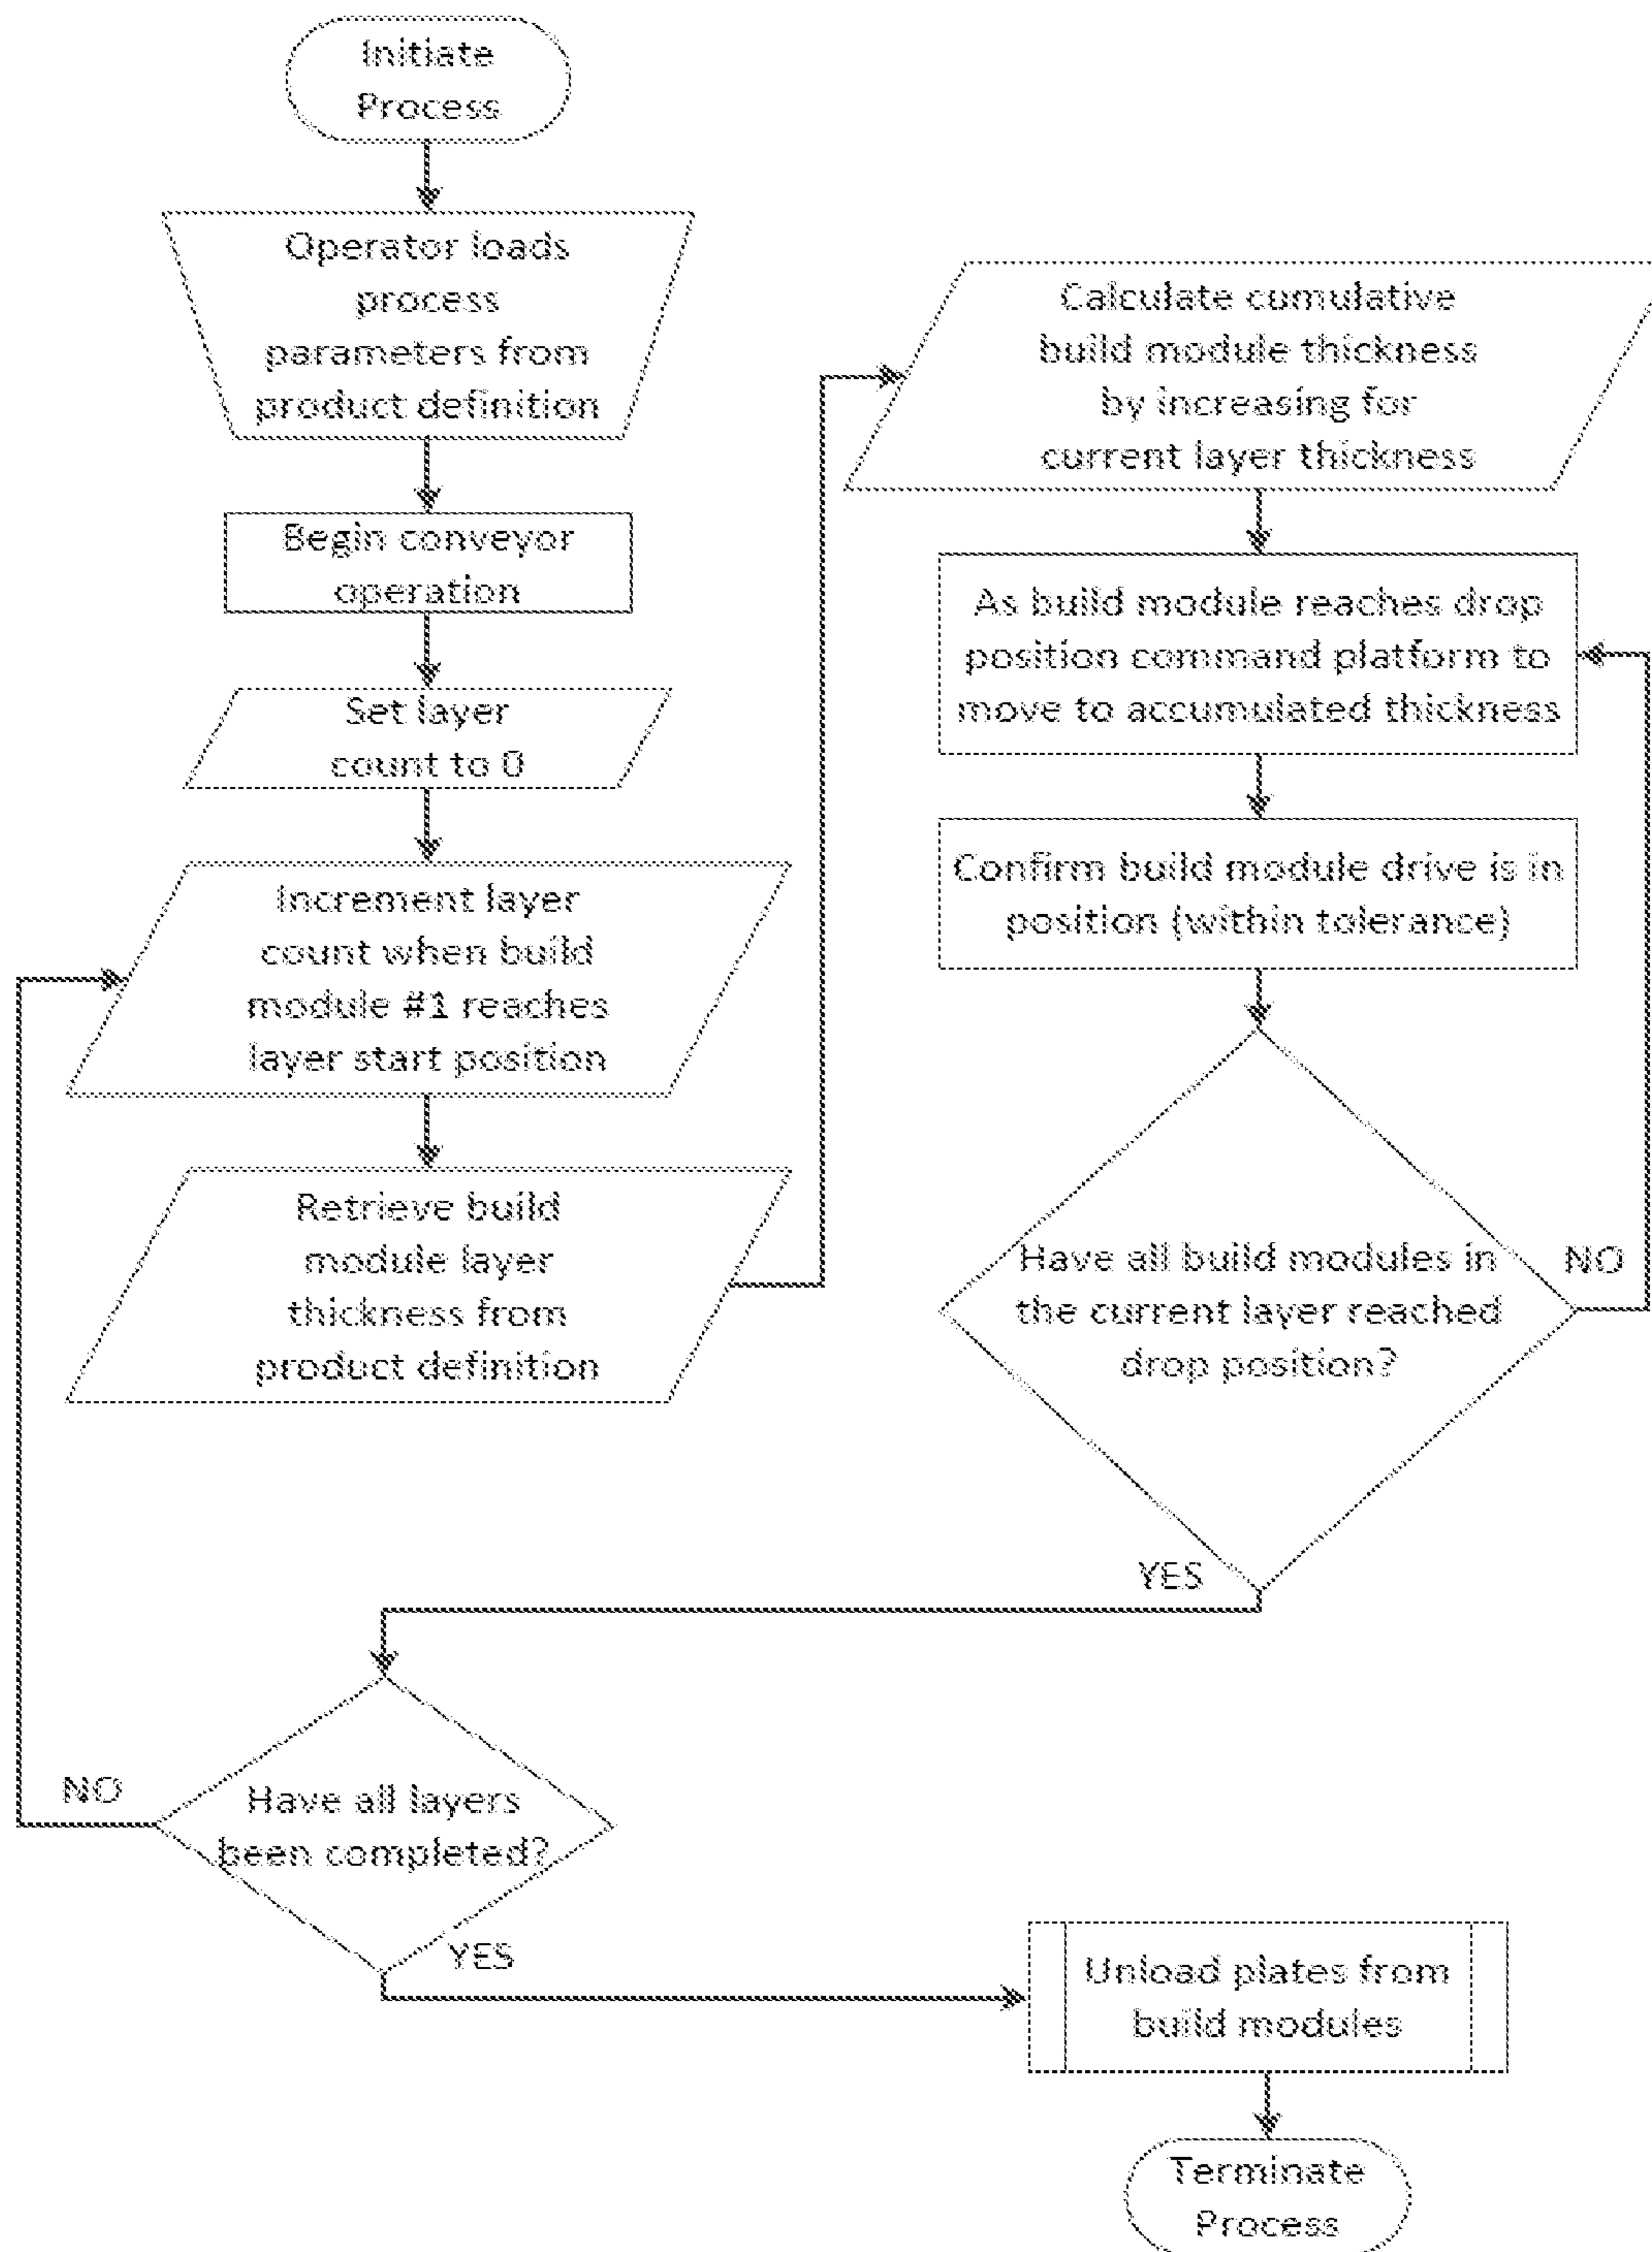 Initiate
Process
Operator loads
process
parameters from
product definition
Begin conveyor
operation
Set layer
count to 0
Increment layer
count when build
module #1 reaches
layer start position
Retrieve build
module layer
thickness from
product definition
Calculate cumulative
build module thickness
by increasing for
current layer thickness
As build module reaches drop
position command platform to
move to accumulated thickness
Confirm build module drive is in
position (within tolerance)
Have all build modules in
the current layer reached
drop position?
NO
YES
Have all layers
been completed?
NO
YES
Unload plates from
build modules
Terminate
Process